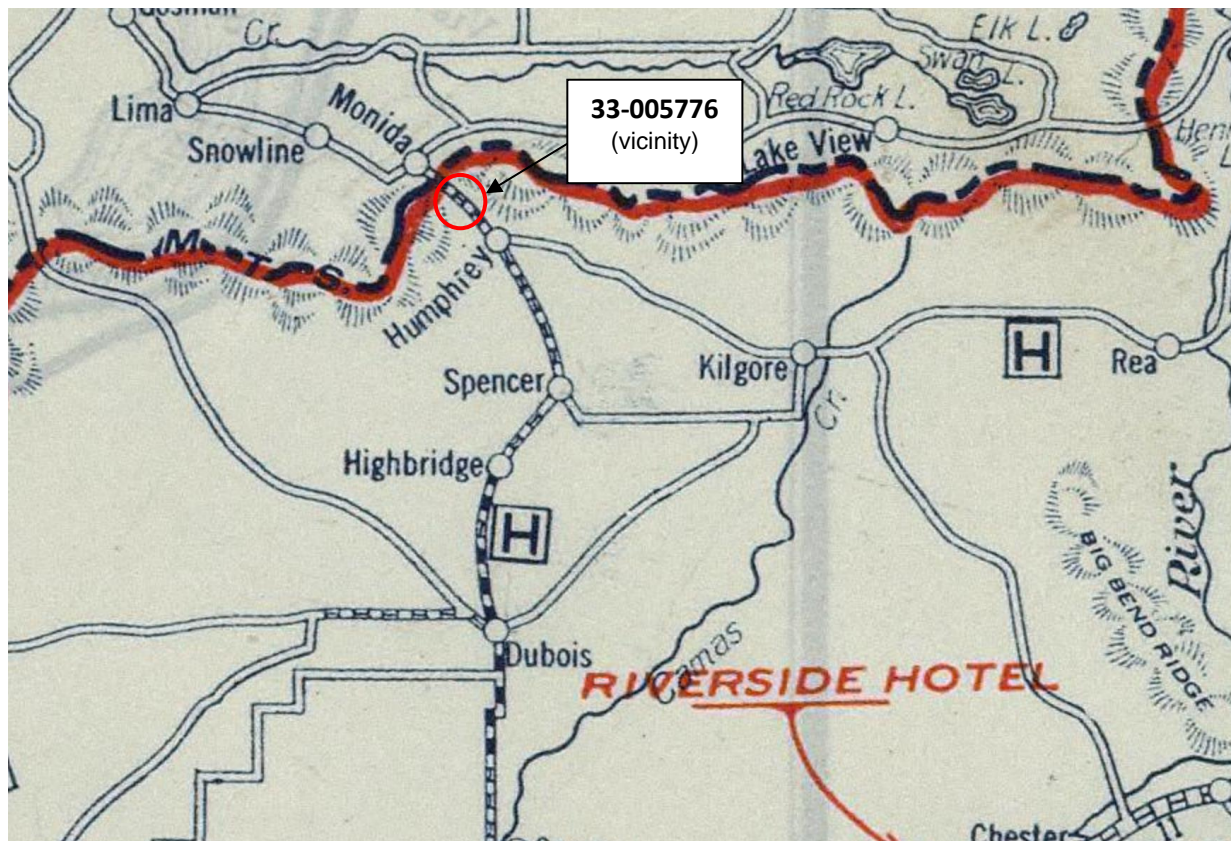 Cr.
Elk L.
Swan L.
Red Rock L.
Lima
Monida
Snowline
33-005776
(vicinity)
Lake View
MTS.
Humphrey
Kilgore
H
Rea
Spencer
Cr.
Highbridge
H
River
BIG BEND RIDGE
Dubois
Camas
RIVERSIDE HOTEL
Chester